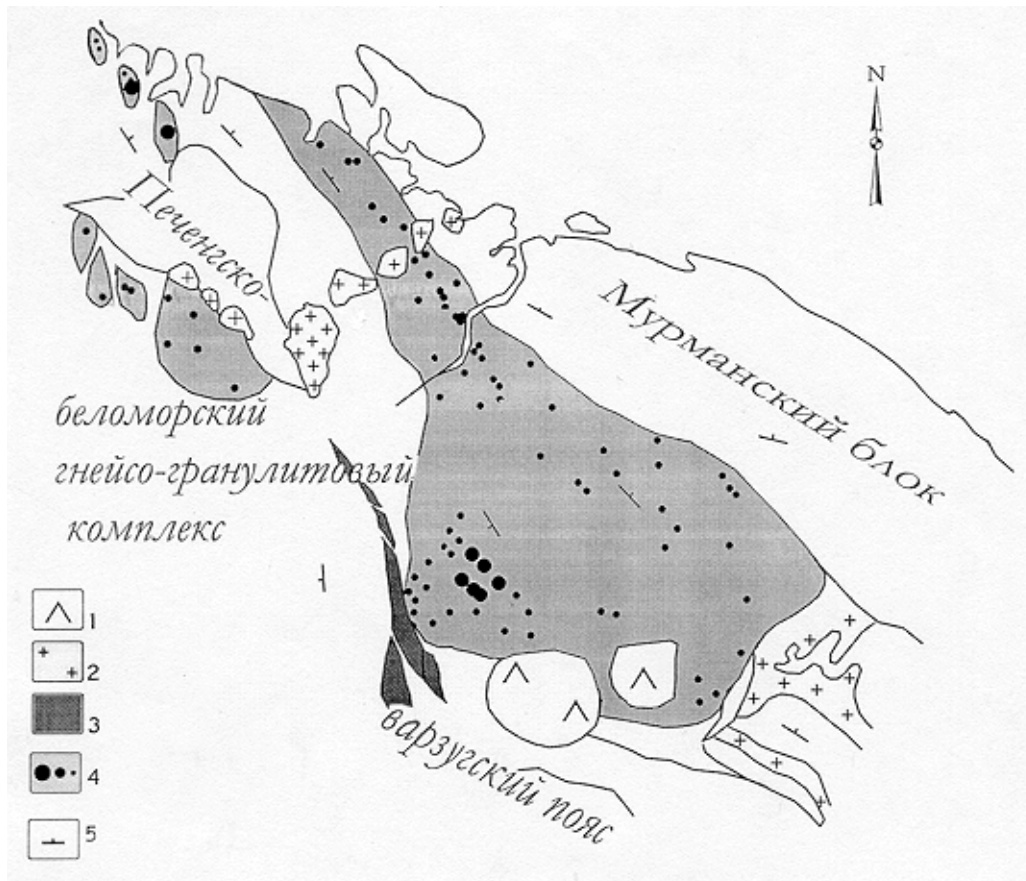 N
Печенгско-
Мурманский блок
беломорский
гнейсо-гранулитовый
комплекс
варзугский пояс
1
2
3
4
5